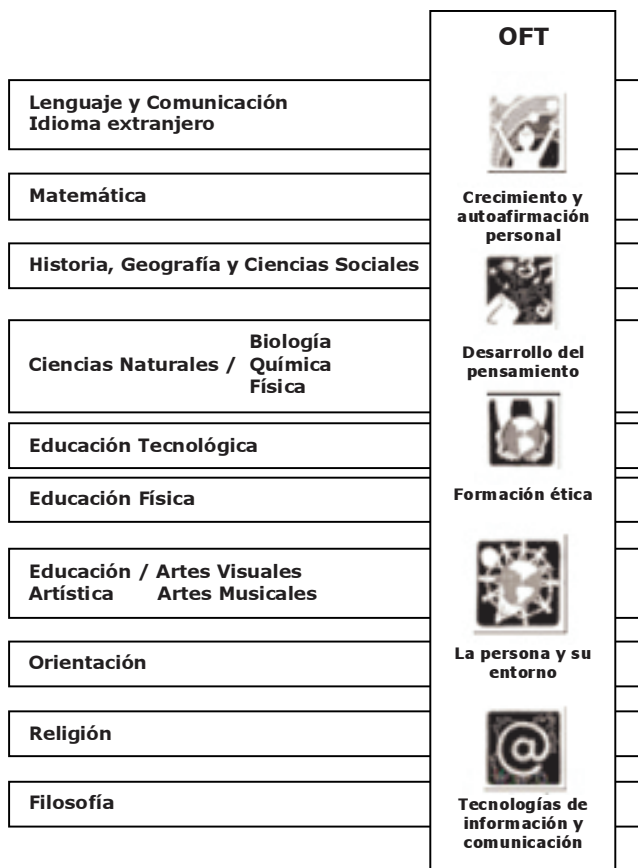 OFT
Lenguaje y Comunicación
Idioma extranjero
Matemática
Historia, Geografía y Ciencias Sociales
Biología
Ciencias Naturales / Química
Física
Educación Tecnológica
Educación Física
Educación / Artes Visuales
Artística Artes Musicales
Orientación
Religión
Filosofía
Crecimiento y
autoafirmación
personal
Desarrollo del
pensamiento
Formación ética
La persona y su
entorno
@
Tecnologías de
información y
comunicación